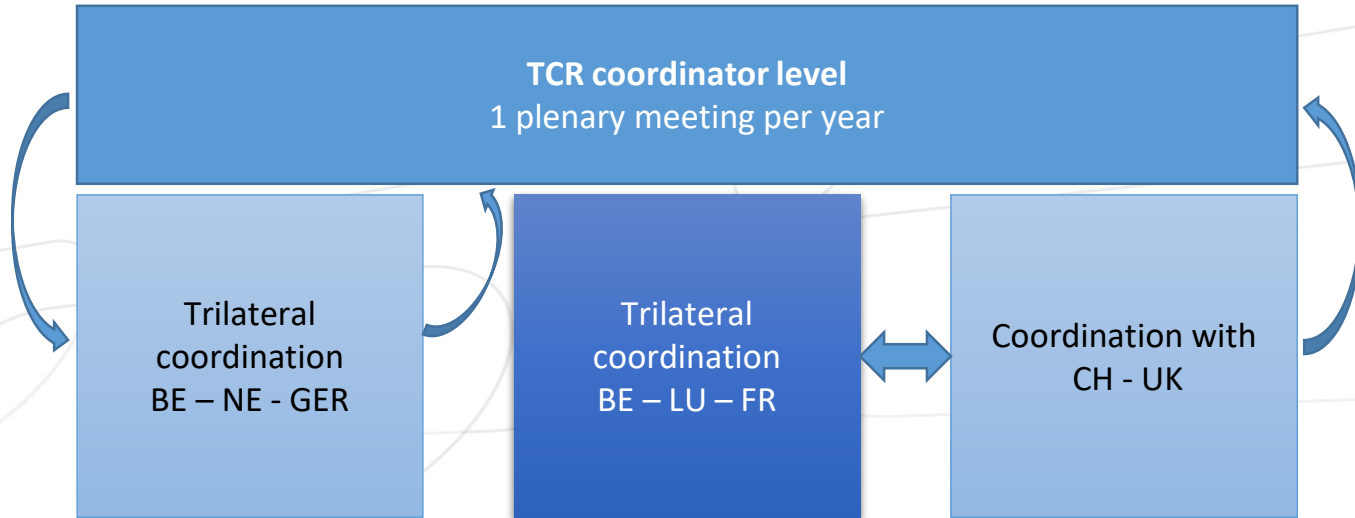 TCR coordinator level
1 plenary meeting per year
Trilateral
coordination
BE – NE - GER
Trilateral
coordination
BE – LU – FR
Coordination with
CH - UK